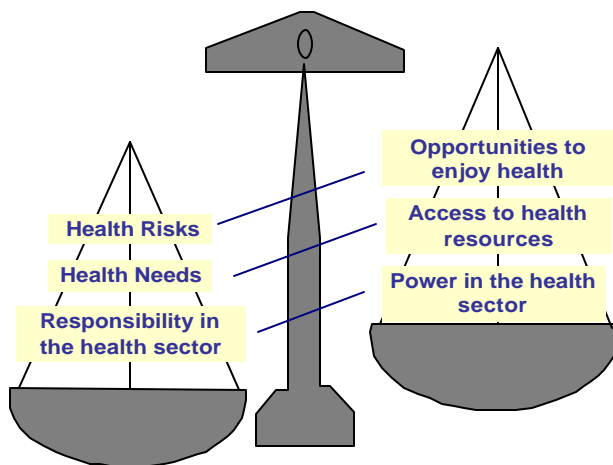 Opportunities to
enjoy health
Health Risks
Access to health
resources
Health Needs
Power in the health
sector
Responsibility in
the health sector